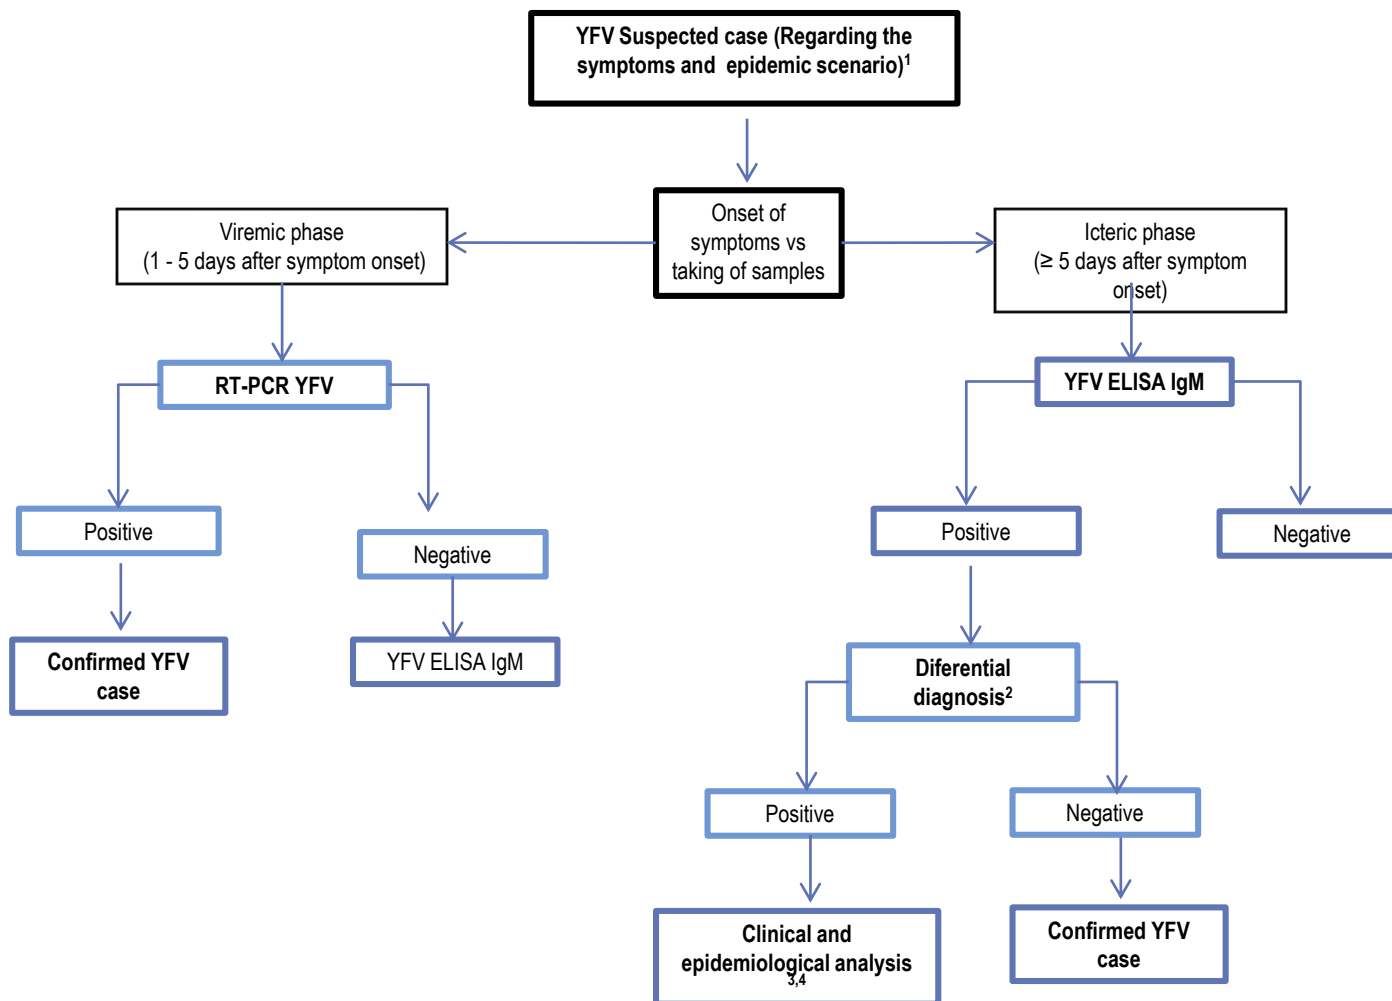 YFV Suspected case (Regarding the
symptoms and epidemic scenario)1
Onset of
symptoms vs
taking of samples
Viremic phase
(1 - 5 days after symptom onset)
Icteric phase
(≥ 5 days after symptom
onset)
RT-PCR YFV
YFV ELISA IgM
Positive
Negative
Positive
Negative
Confirmed YFV
case
YFV ELISA IgM
Diferential
diagnosis2
Positive
Negative
Clinical and
epidemiological analysis
3,4
Confirmed YFV
case